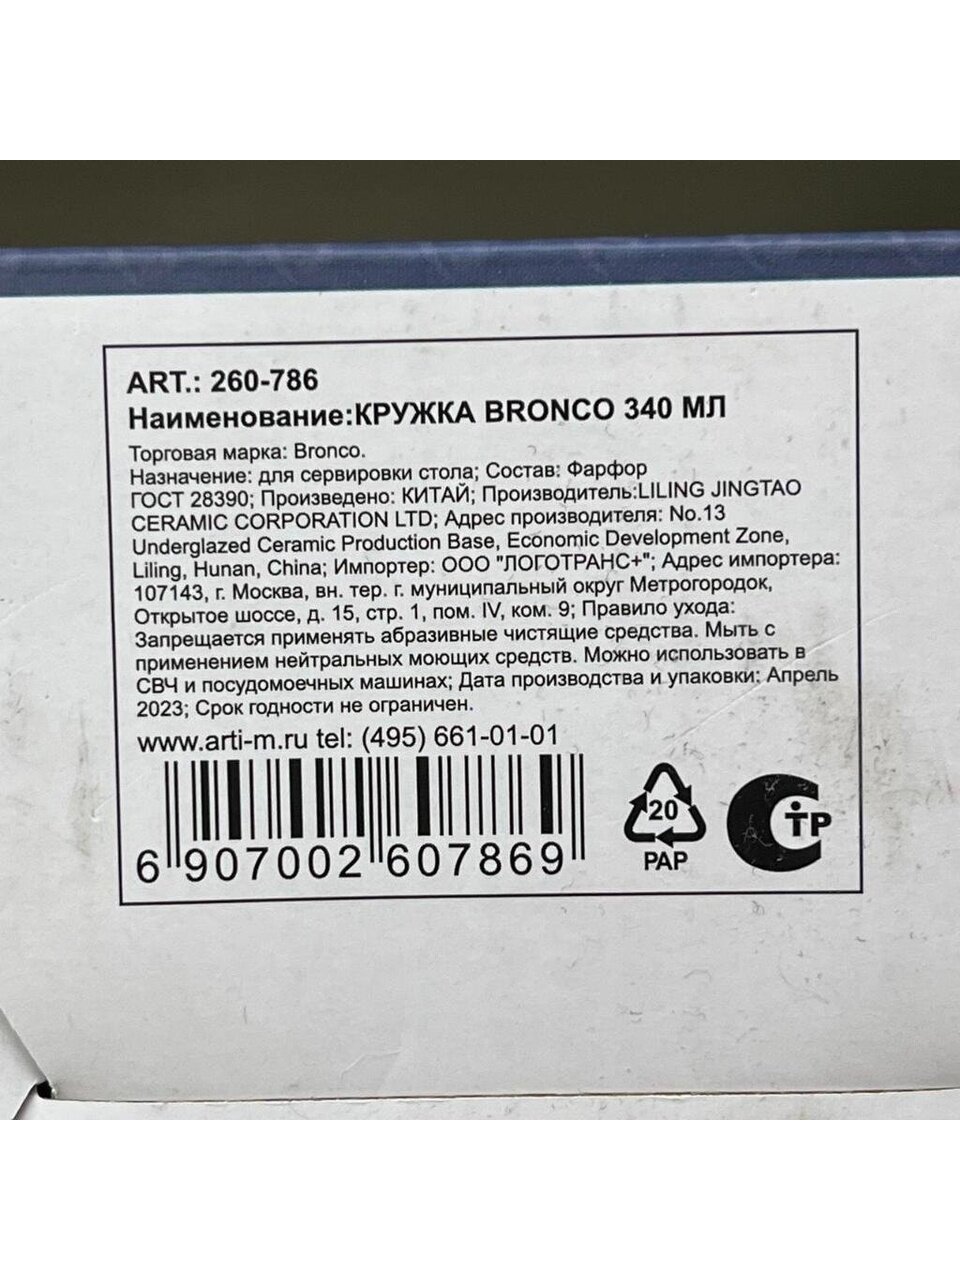 ART.: 260-786
Наименование:КРУЖКА BRONCO 340 МЛ
Торговая марка: Bronco.
Назначение: для сервировки стола; Состав: Фарфор
ГОСТ 28390; Произведено: КИТАЙ; Производитель:LILING JINGTAO
CERAMIC CORPORATION LTD; Адрес производителя: No.13
Underglazed Ceramic Production Base, Economic Development Zone,
Liling, Hunan, China; Импортер: ООО "ЛОГОТРАНС+"; Адрес импортера:
107143, г. Москва, вн. тер. г. муниципальный округ Метрогородок,
Открытое шоссе, д. 15, стр. 1, пом. IV, ком. 9; Правило ухода:
Запрещается применять абразивные чистящие средства. Мыть с
применением нейтральных моющих средств. Можно использовать в
СВЧ и посудомоечных машинах; Дата производства и упаковки: Апрель
2023; Срок годности не ограничен.
www.arti-m.ru tel: (495) 661-01-01
6 907002 607869
20
PAP
СТР